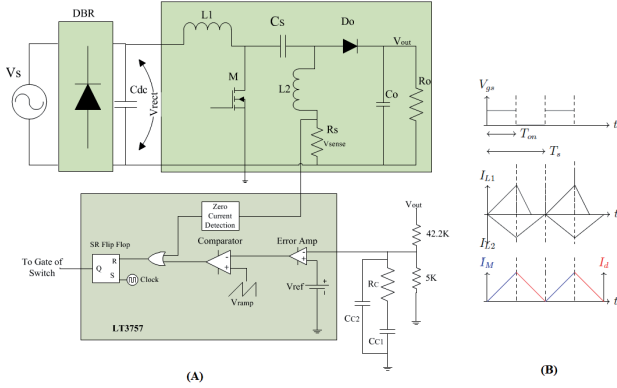 DBR
L1
Cs
Do
Vout
Vs
Cdc
Vrect
M
L2
Co
Ro
Rs
Vsense
Zero
Current
Detection
Vout
SR Flip Flop
Comparator
Error Amp
42.2K
To Gate of
Switch
Q
R
S
Clock
-
+
-
+
+
-
5K
Vramp
Vref
RC
CC2
CC1
LT3757
(A)
Vgs
t
Ton
Ts
IL1
t
IL2
IM
Id
t
(B)